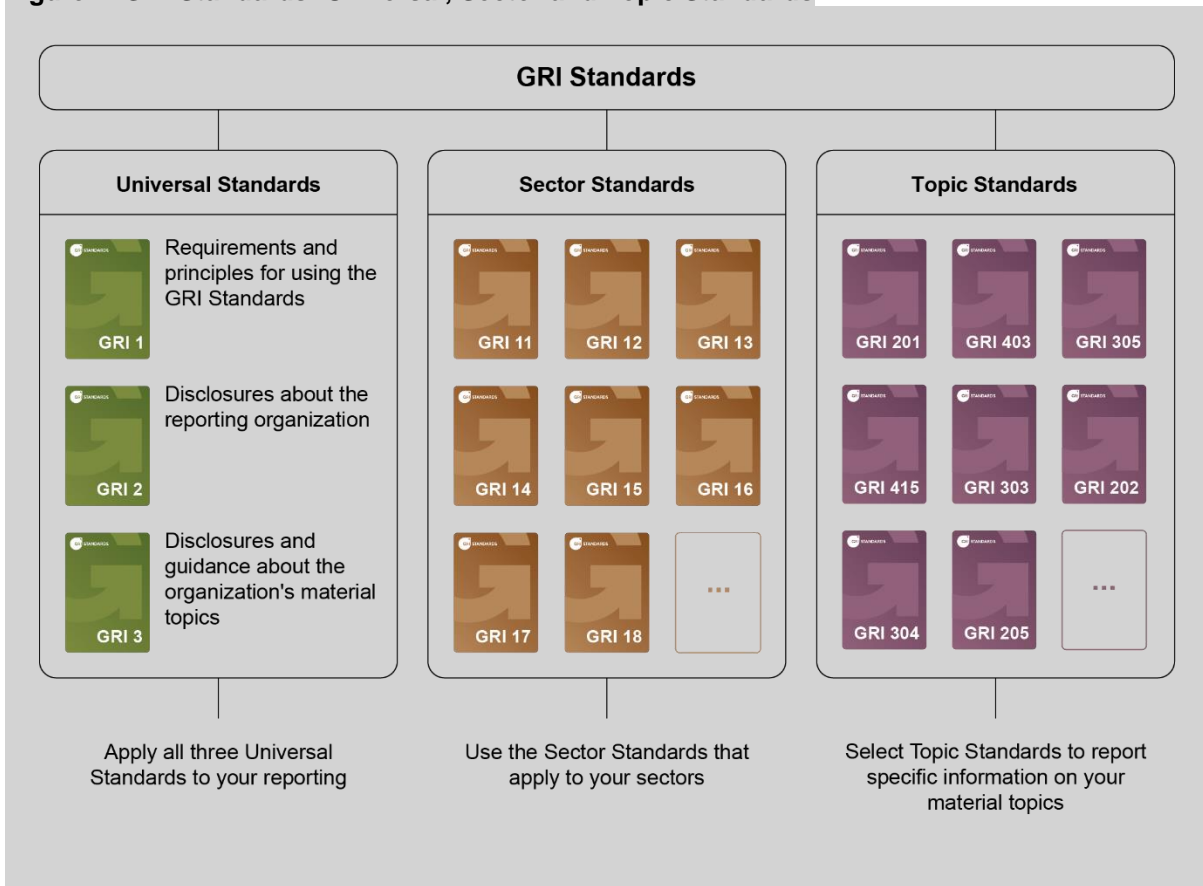 GRI Standards
Universal Standards
Requirements and
principles for using the
GRI Standards
GRI 1
Disclosures about the
reporting organization
GRI 2
Disclosures and
guidance about the
organization's material
topics
GRI 3
Apply all three Universal
Standards to your reporting
Sector Standards
GRI 11
GRI 12
GRI 13
GRI 14
GRI 15
GRI 16
GRI 17
GRI 18
...
Use the Sector Standards that
apply to your sectors
Topic Standards
GRI 201
GRI 403
GRI 305
GRI 415
GRI 303
GRI 202
GRI 304
GRI 205
...
Select Topic Standards to report
specific information on your
material topics